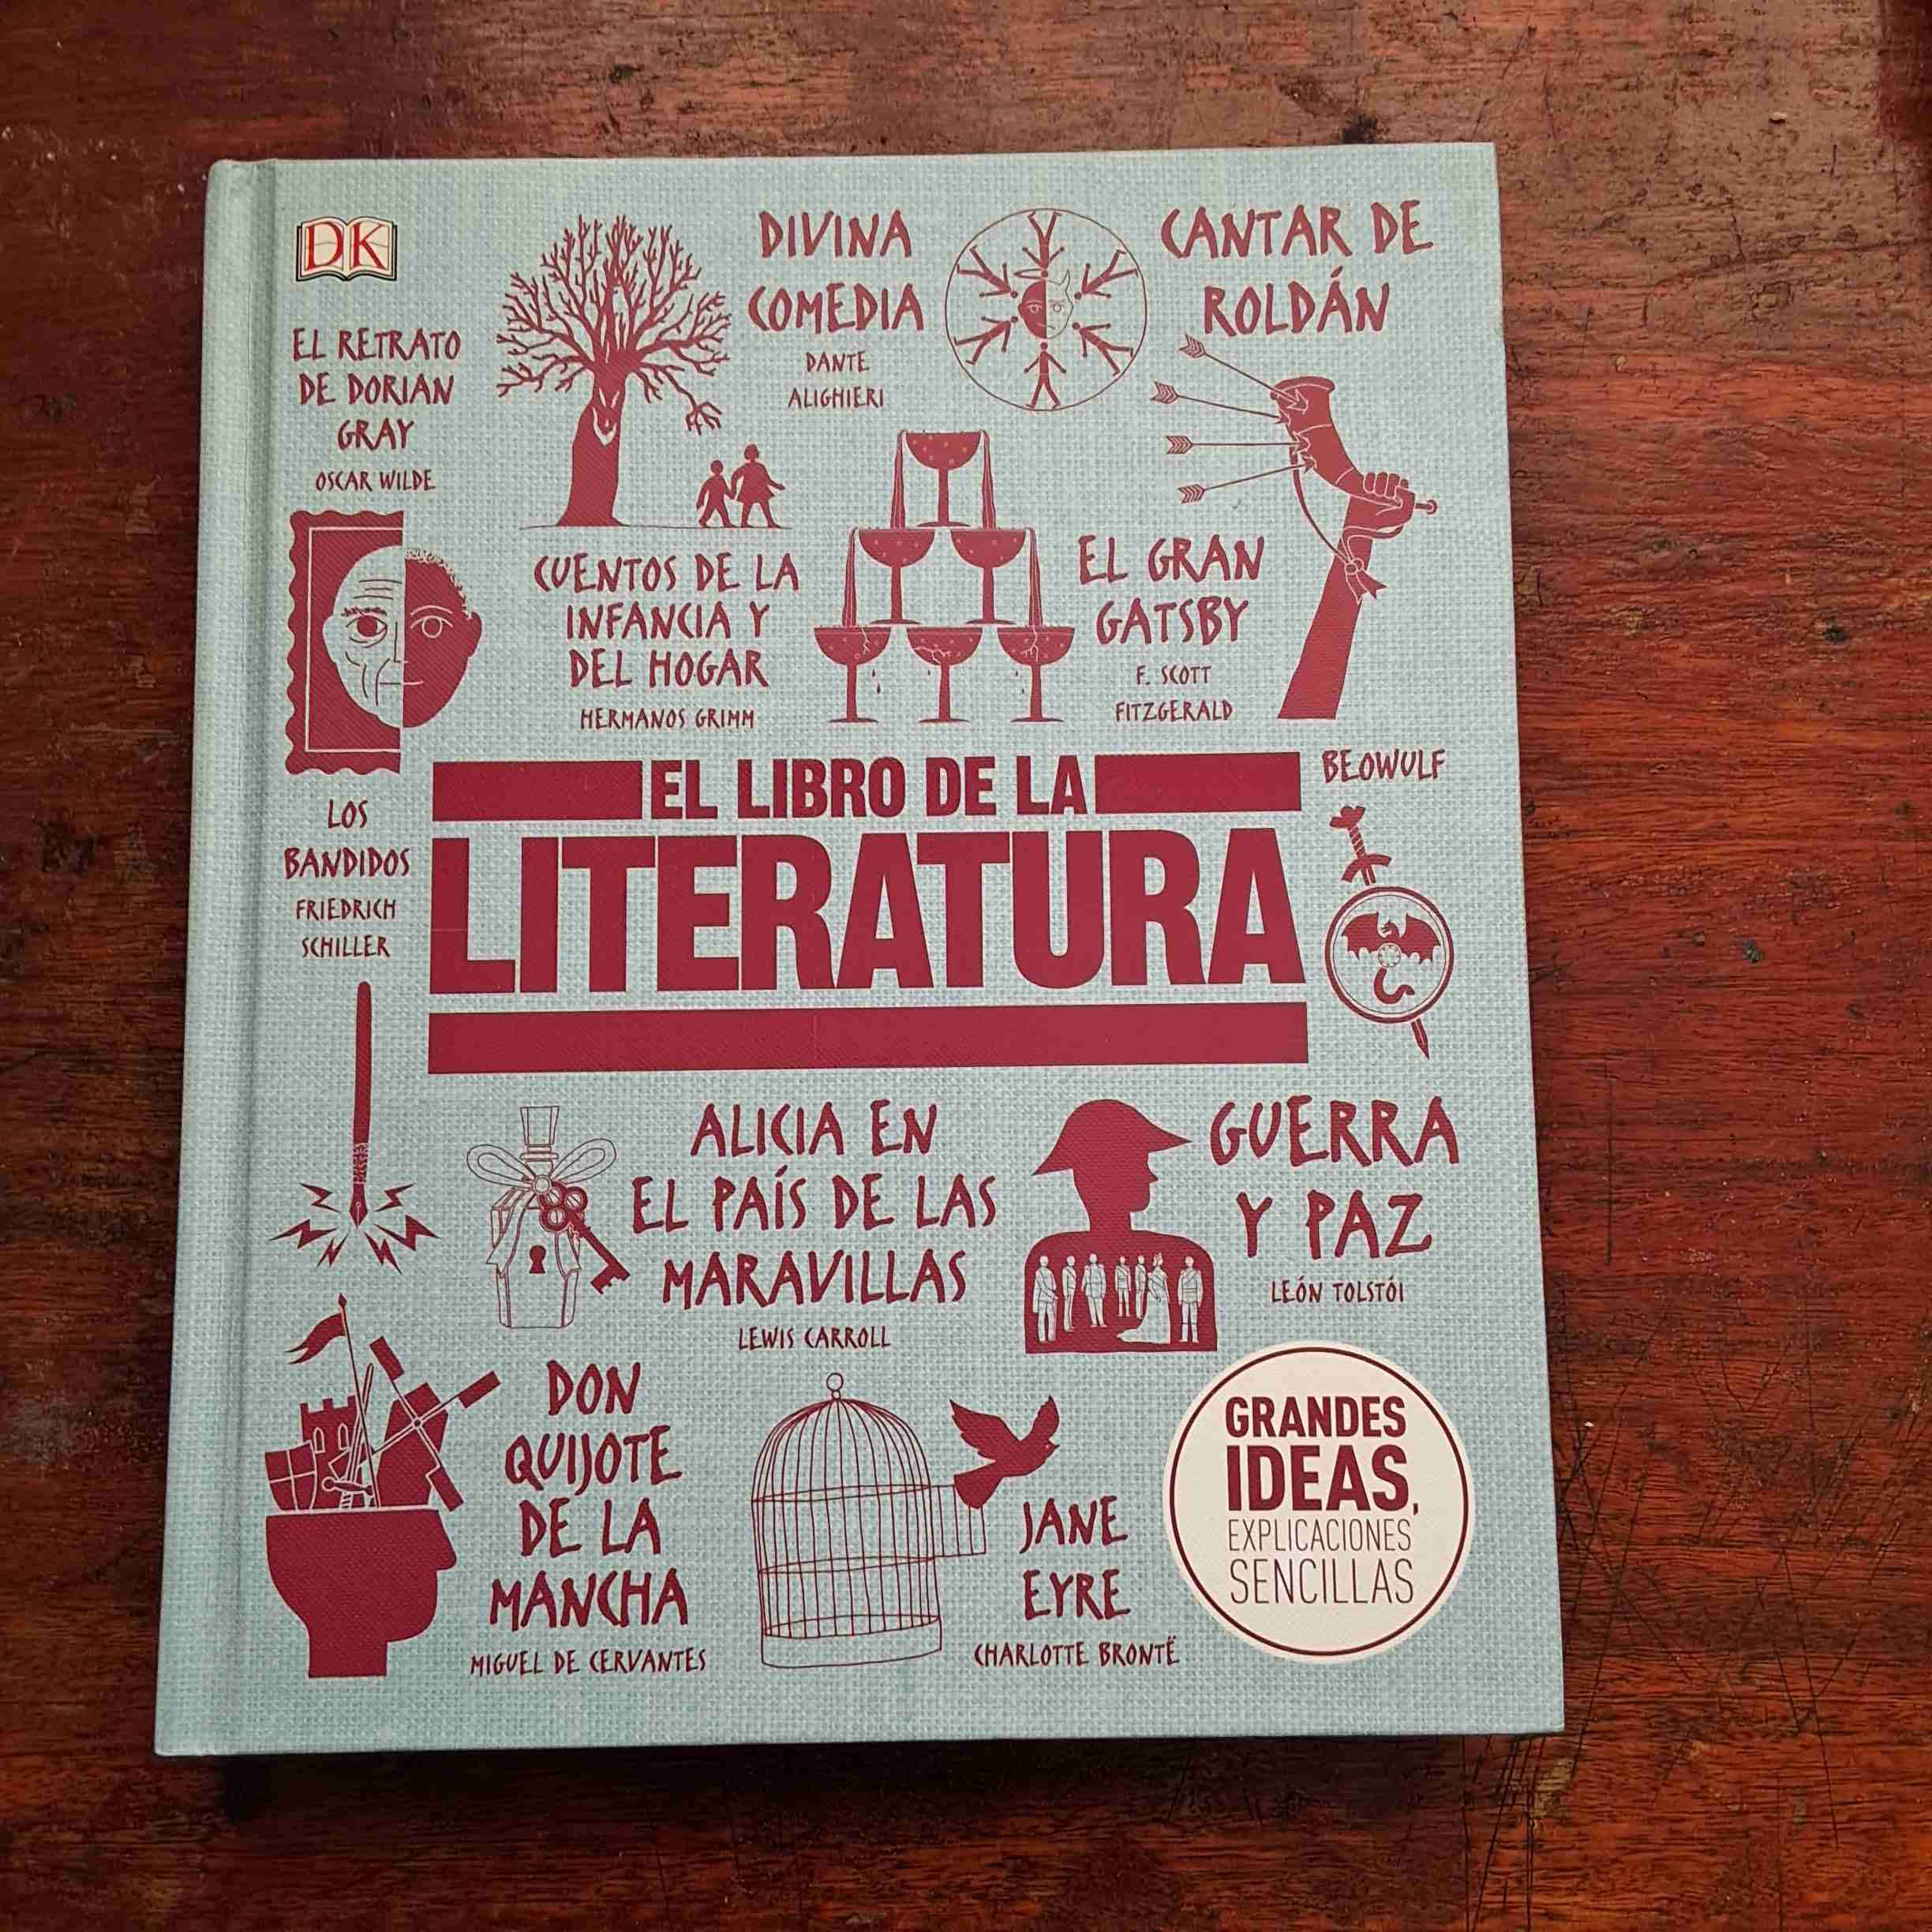 DK
EL RETRATO
DE DORIAN
GRAY
OSCAR WILDE
DIVINA
COMEDIA
DANTE
ALIGHIERI
CANTAR DE
ROLDÁN
CUENTOS DE LA
INFANCIA Y
DEL HOGAR
HERMANOS GRIMM
EL GRAN
GATSBY
F. SCOTT
FITZGERALD
EL LIBRO DE LA
LITERATURA
BEOWULF
LOS
BANDIDOS
FRIEDRICH
SCHILLER
ALICIA EN
EL PAÍS DE LAS
MARAVILLAS
LEWIS CARROLL
GUERRA
Y PAZ
LEÓN TOLSTÓI
DON
QUIJOTE
DE LA
MANCHA
MIGUEL DE CERVANTES
JANE
EYRE
CHARLOTTE BRONTË
GRANDES
IDEAS,
EXPLICACIONES
SENCILLAS